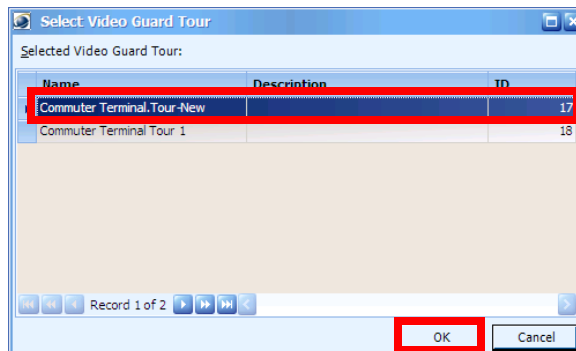 Select Video Guard Tour
Selected Video Guard Tour:
Name Description ID
Commuter Terminal.Tour-New 17
Commuter Terminal Tour 1 18
Record 1 of 2
OK Cancel